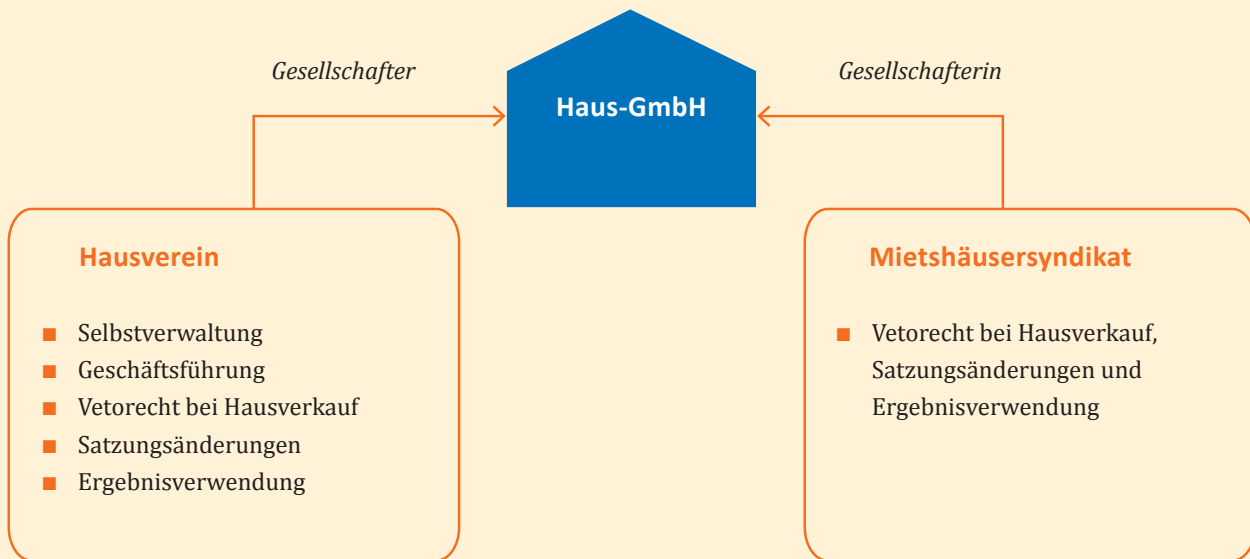 Gesellschafter
Gesellschafterin
Haus-GmbH
Hausverein
■ Selbstverwaltung
■ Geschäftsführung
■ Vetorecht bei Hausverkauf
■ Satzungsänderungen
■ Ergebnisverwendung
Mietshäusersyndikat
■ Vetorecht bei Hausverkauf,
Satzungsänderungen und
Ergebnisverwendung